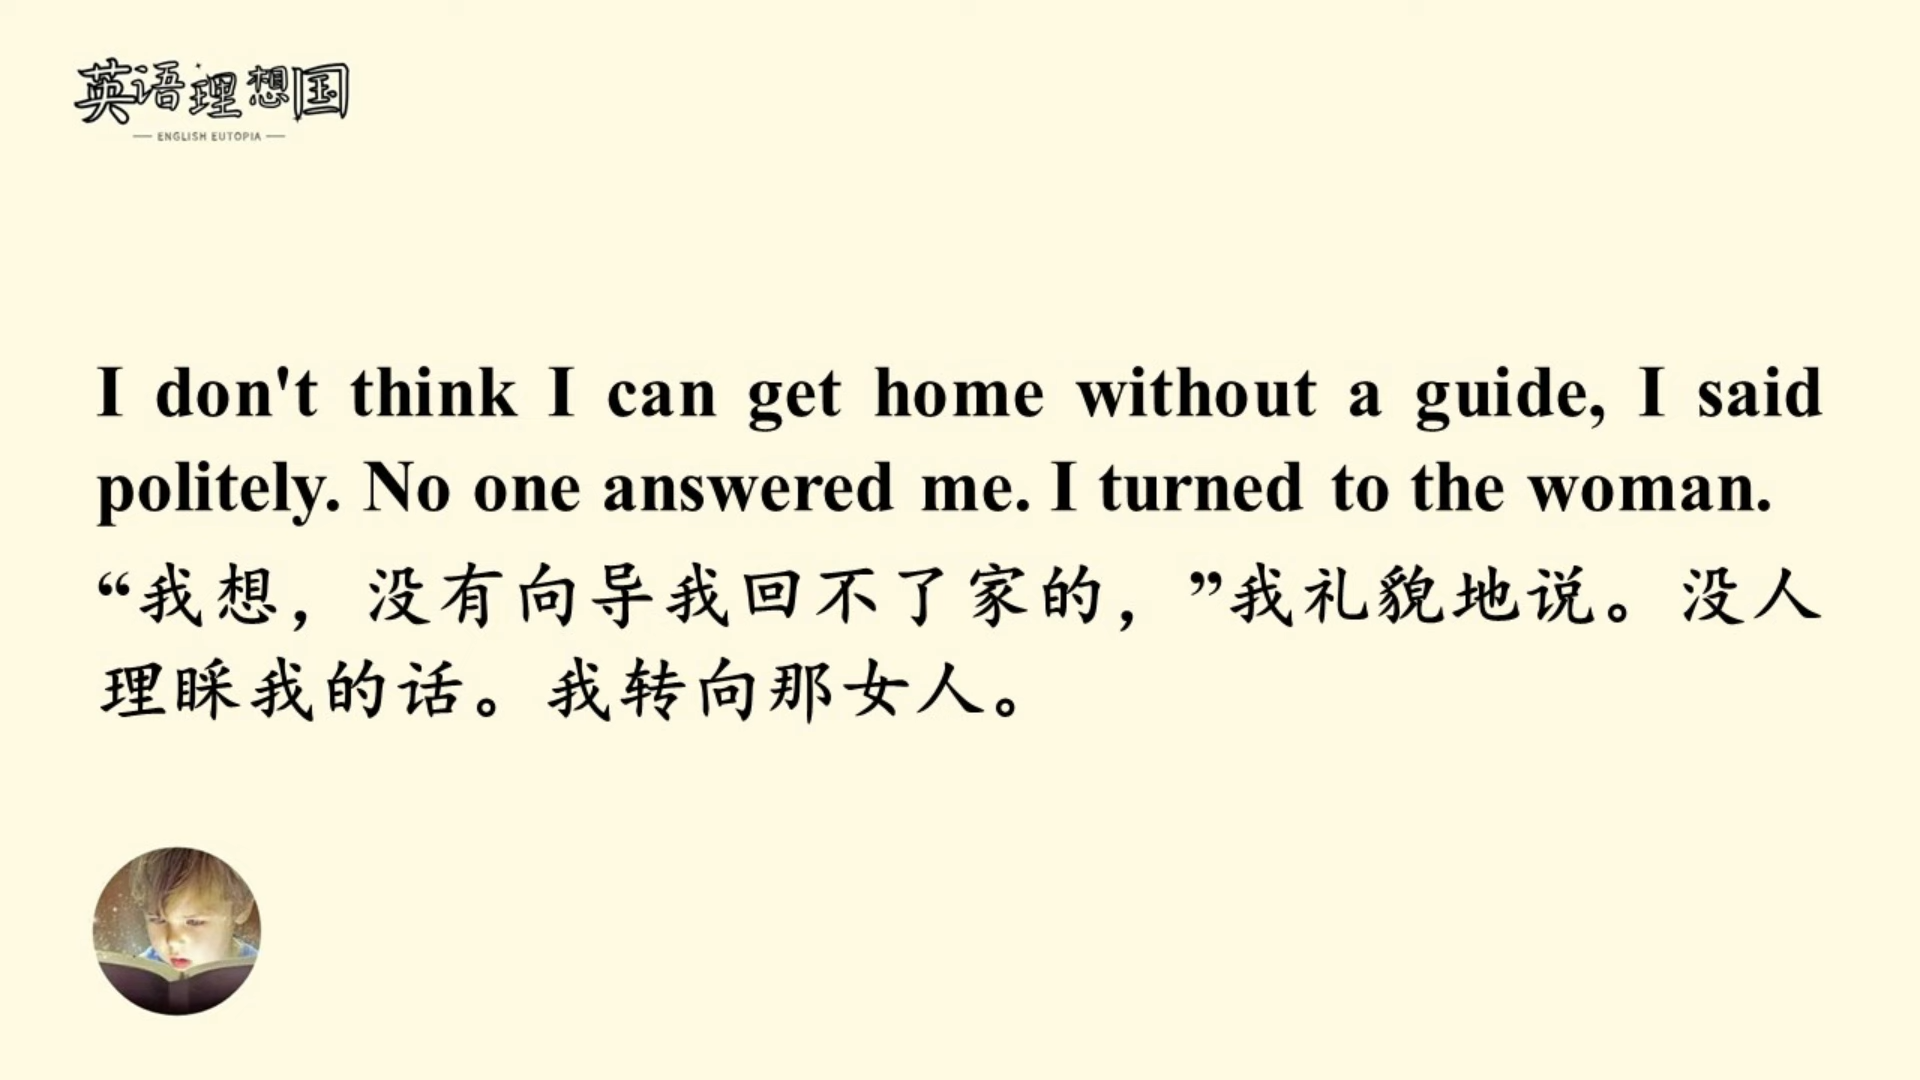 英语理想国
ENGLISH EUTOPIA
I don't think I can get home without a guide, I said
politely. No one answered me. I turned to the woman.
“我想，没有向导我回不了家的，”我礼貌地说。没人
理睬我的话。我转向那女人。